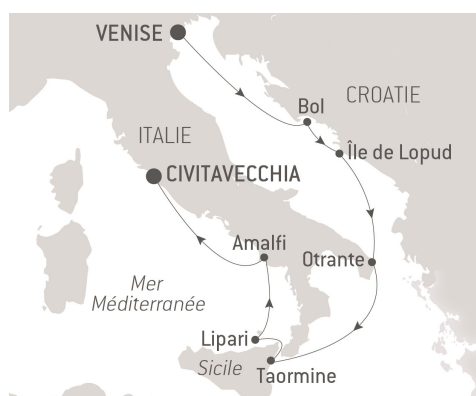 VENISE
Bol
CROATIE
ITALIE
Île de Lopud
CIVITAVECCHIA
Amalfi
Otrante
Mer
Méditerranée
Lipari
Sicile
Taormine